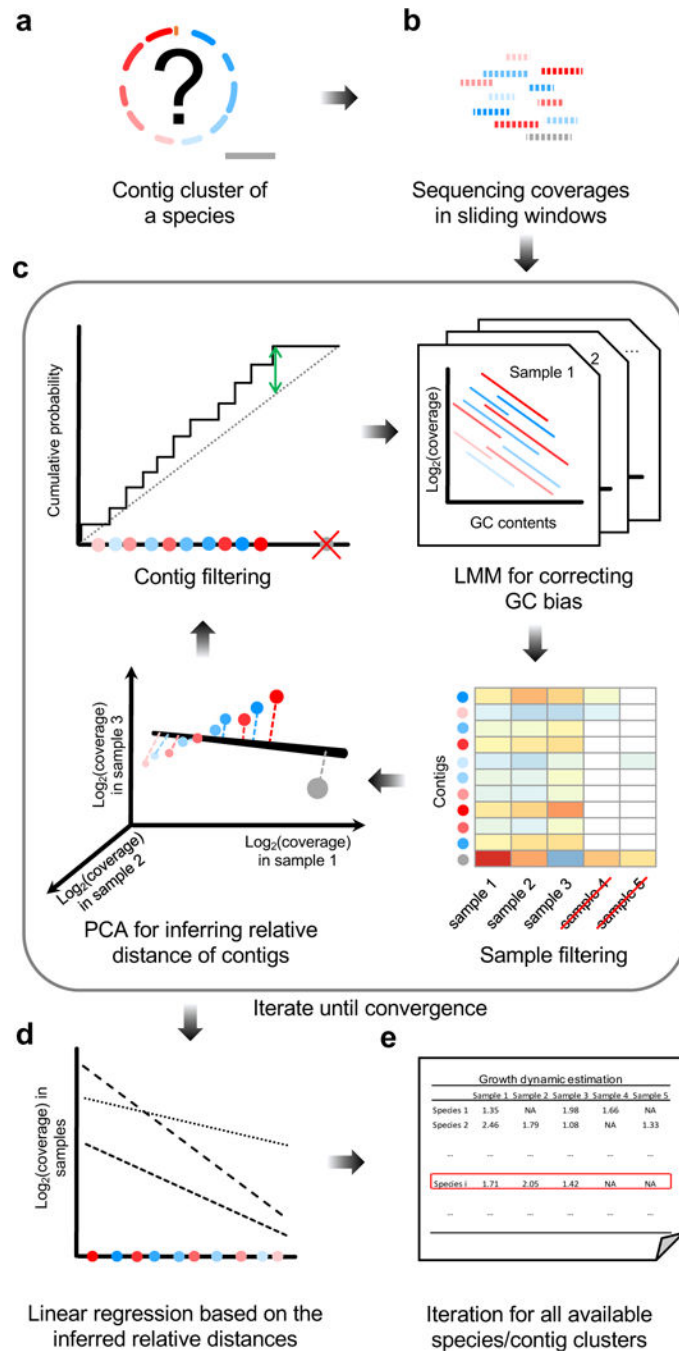 a
?
Contig cluster of
a species
b
Sequencing coverages
in sliding windows
c
Cumulative probability
Contig filtering
...
2
Sample 1
Log2(coverage)
GC contents
LMM for correcting
GC bias
Log2(coverage)
in sample 3
Log2(coverage)
in sample 1
Log2(coverage)
in sample 2
PCA for inferring relative
distance of contigs
Contigs
sample 1
sample 2
sample 3
sample 4
sample 5
Sample filtering
Iterate until convergence
d
Log2(coverage) in
samples
Linear regression based on the
inferred relative distances
e
Growth dynamic estimation
Sample 1 Sample 2 Sample 3 Sample 4 Sample 5
Species 1 1.35 NA 1.98 1.66 NA
Species 2 2.46 1.79 1.08 NA 1.33
... ... ... ... ... ...
Species i 1.71 2.05 1.42 NA NA
... ... ... ... ... ...
Iteration for all available
species/contig clusters